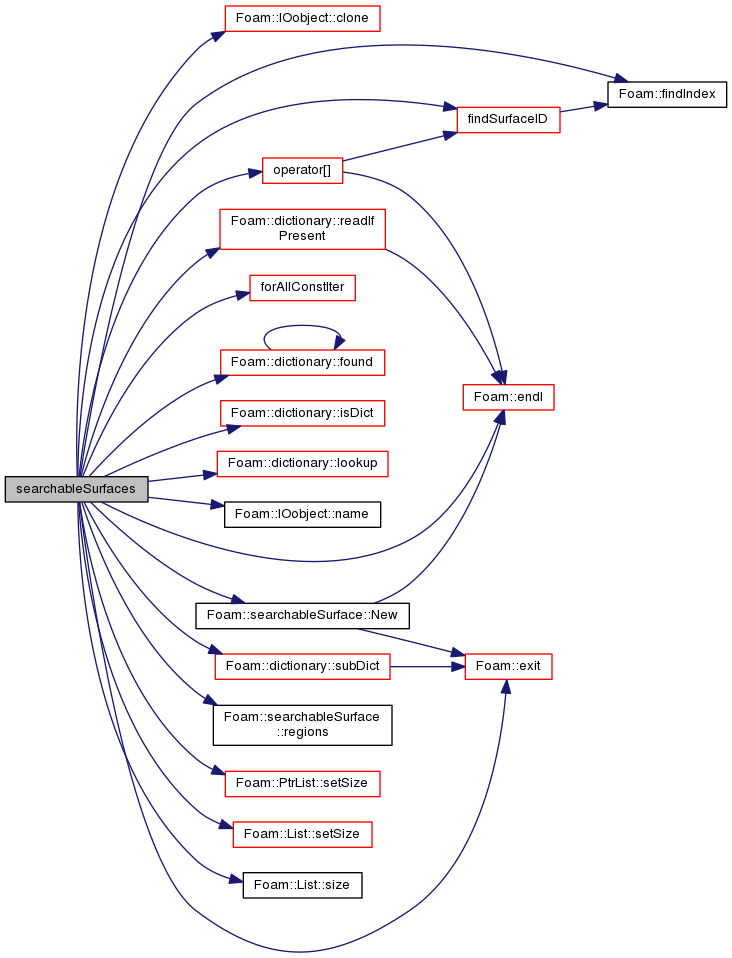 Foam::IOobject::clone
Foam::findIndex
findSurfaceID
operator[]
Foam::dictionary::readIf
Present
forAllConstIter
Foam::dictionary::found
Foam::endl
Foam::dictionary::isDict
Foam::dictionary::lookup
searchableSurfaces
Foam::IOobject::name
Foam::searchableSurface::New
Foam::dictionary::subDict
Foam::exit
Foam::searchableSurface
::regions
Foam::PtrList::setSize
Foam::List::setSize
Foam::List::size